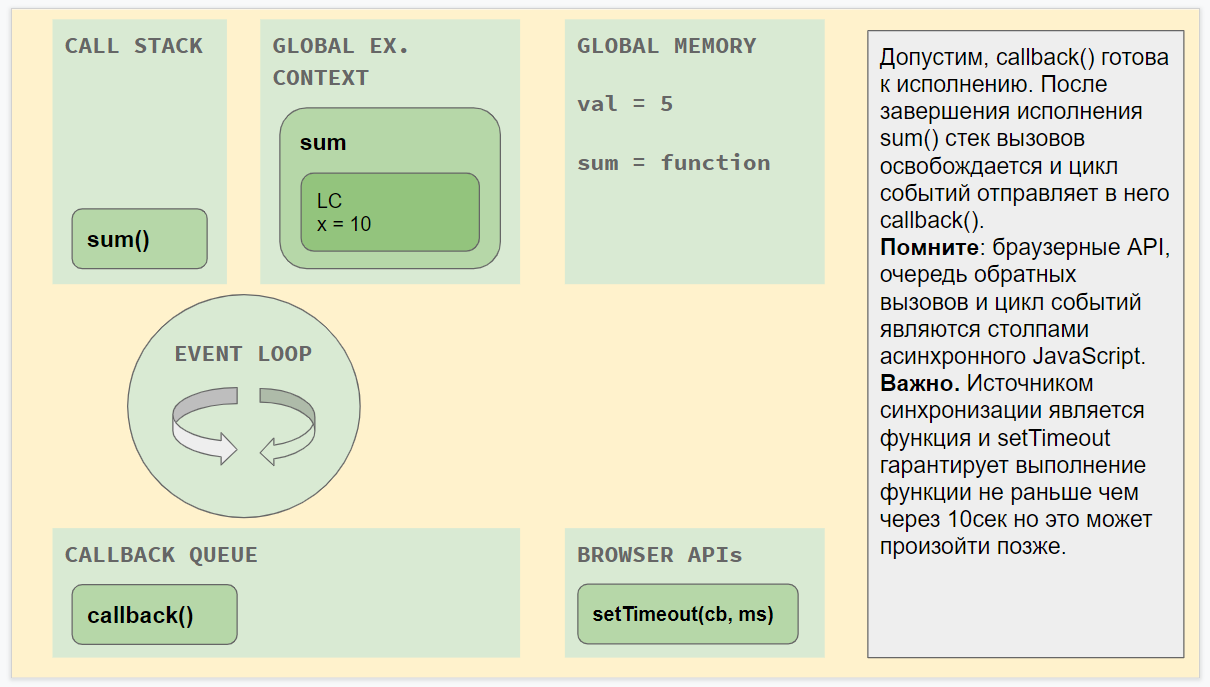 CALL STACK
sum()
GLOBAL EX.
CONTEXT
sum
LC
x = 10
GLOBAL MEMORY
val = 5
sum = function
EVENT LOOP
CALLBACK QUEUE
callback()
BROWSER APIs
setTimeout(cb, ms)
Допустим, callback() готова
к исполнению. После
завершения исполнения
sum() стек вызовов
освобождается и цикл
событий отправляет в него
callback().
Помните: браузерные API,
очередь обратных
вызовов и цикл событий
являются столпами
асинхронного JavaScript.
Важно. Источником
синхронизации является
функция и setTimeout
гарантирует выполнение
функции не раньше чем
через 10сек но это может
произойти позже.